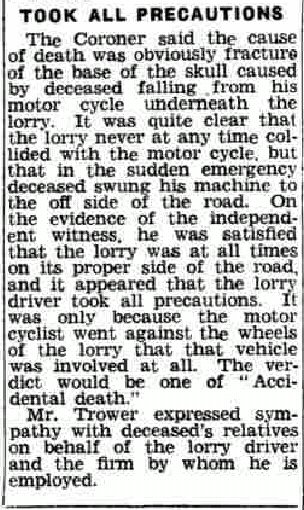 TOOK ALL PRECAUTIONS
The Coroner said the cause
of death was obviously fracture
of the base of the skull caused
by deceased falling from his
motor cycle underneath the
lorry. It was quite clear that
the lorry never at any time col-
lided with the motor cycle, but
that in the sudden emergency
deceased swung his machine to
the off side of the road. On
the evidence of the independ-
ent witness, he was satisfied
that the lorry was at all times
on its proper side of the road,
and it appeared that the lorry
driver took all precautions. It
was only because the motor
cyclist went against the wheels
of the lorry that that vehicle
was involved at all. The ver-
dict would be one of "Acci-
dental death."
Mr. Trower expressed sym-
pathy with deceased's relatives
on behalf of the lorry driver
and the firm by whom he is
employed.